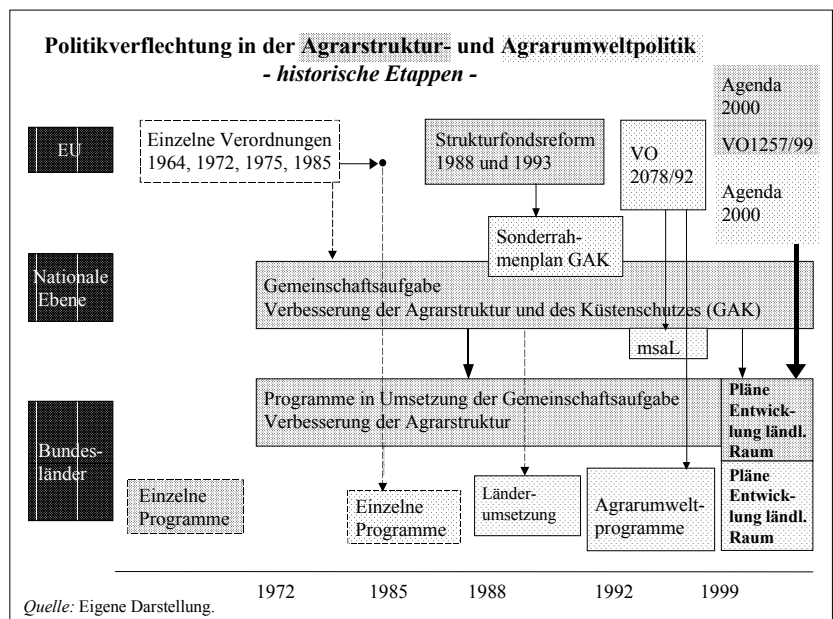 Politikverflechtung in der Agrarstruktur- und Agrarumweltpolitik
- historische Etappen -
EU
Einzelne Verordnungen
1964, 1972, 1975, 1985
Strukturfondsreform
1988 und 1993
VO
2078/92
Agenda
2000
VO1257/99
Agenda
2000
Nationale
Ebene
Sonderrah-
menplan GAK
Gemeinschaftsaufgabe
Verbesserung der Agrarstruktur und des Küstenschutzes (GAK)
msaL
Bundes-
länder
Programme in Umsetzung der Gemeinschaftsaufgabe
Verbesserung der Agrarstruktur
Pläne
Entwick-
lung ländl.
Raum
Einzelne
Programme
Einzelne
Programme
Länder-
umsetzung
Agrarumwelt-
programme
Pläne
Entwick-
lung ländl.
Raum
1972 1985 1988 1992 1999
Quelle: Eigene Darstellung.